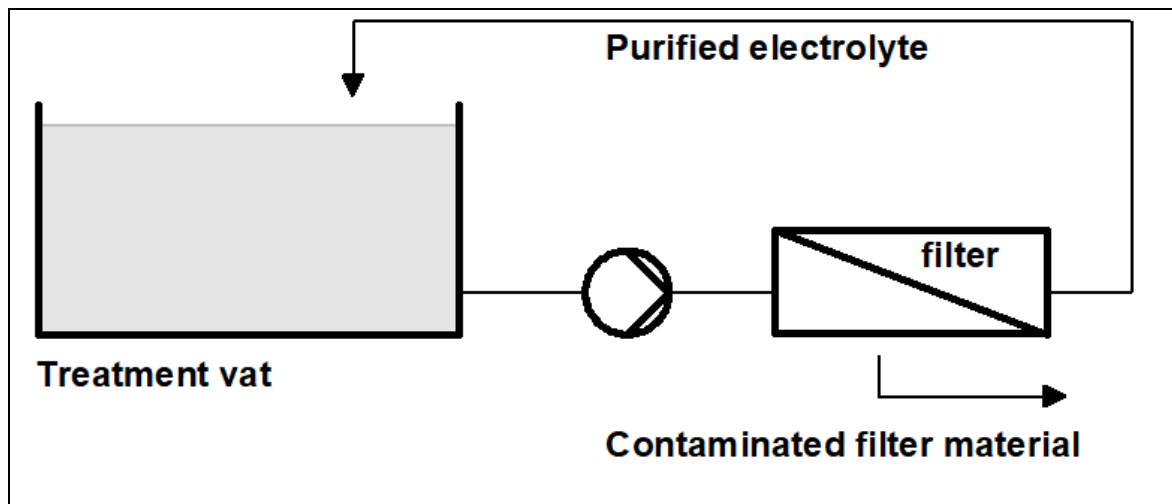 Purified electrolyte
filter
Treatment vat
Contaminated filter material